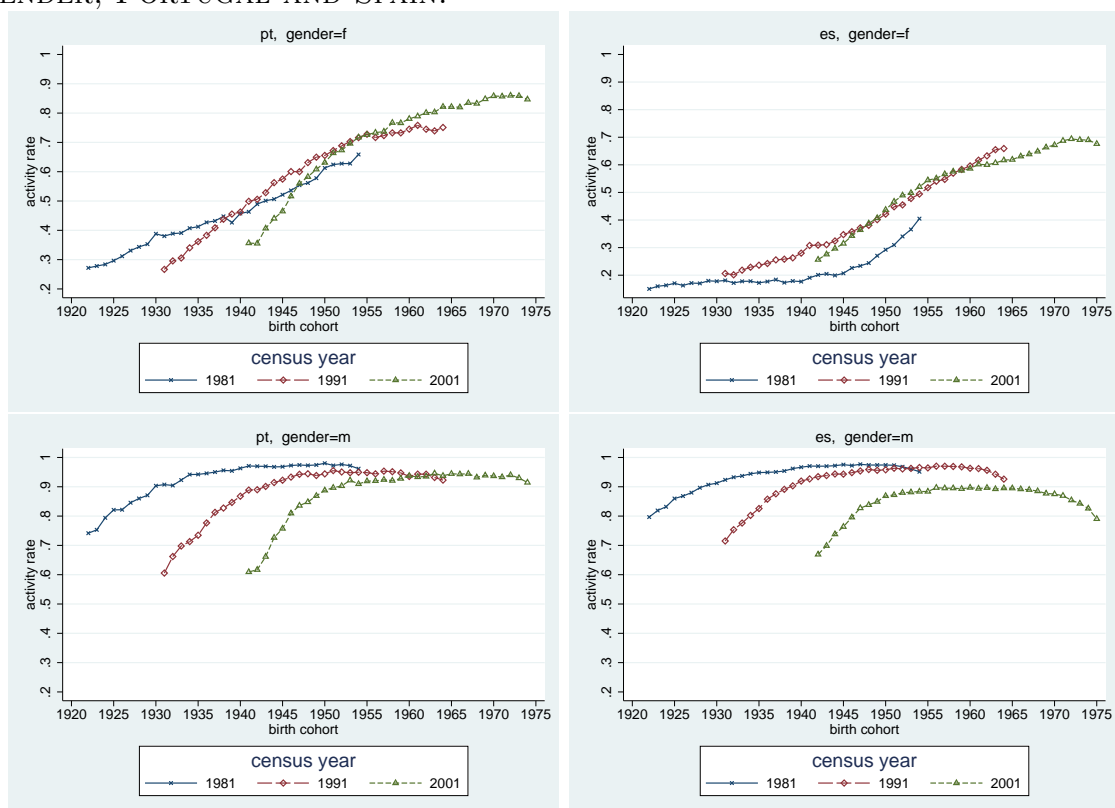 ENDER, PORTUGAL AND SPAIN.
pt, gender=f
activity rate
1
.9
.8
.7
.6
.5
.4
.3
.2
1920 1925 1930 1935 1940 1945 1950 1955 1960 1965 1970 1975
birth cohort
census year
1981 1991 2001
es, gender=f
activity rate
1
.9
.8
.7
.6
.5
.4
.3
.2
1920 1925 1930 1935 1940 1945 1950 1955 1960 1965 1970 1975
birth cohort
census year
1981 1991 2001
pt, gender=m
activity rate
1
.9
.8
.7
.6
.5
.4
.3
.2
1920 1925 1930 1935 1940 1945 1950 1955 1960 1965 1970 1975
birth cohort
census year
1981 1991 2001
es, gender=m
activity rate
1
.9
.8
.7
.6
.5
.4
.3
.2
1920 1925 1930 1935 1940 1945 1950 1955 1960 1965 1970 1975
birth cohort
census year
1981 1991 2001